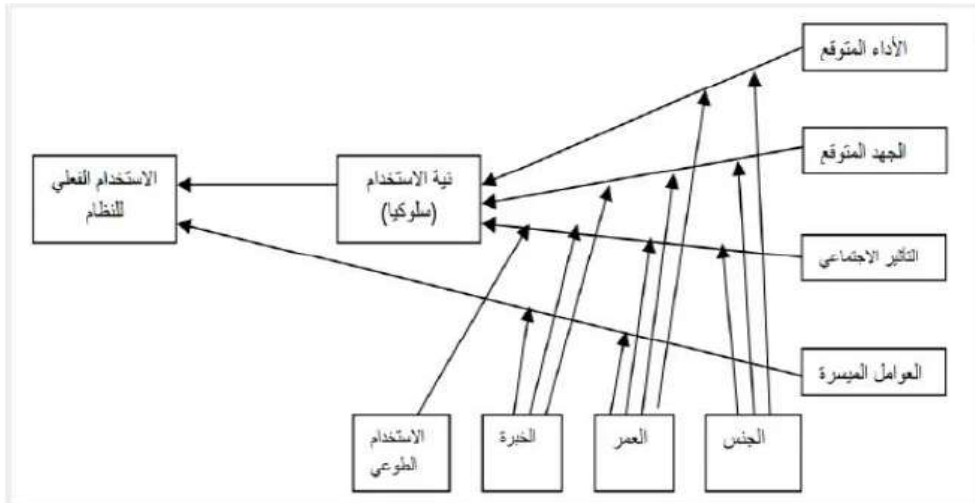 الأداء المتوقع
الجهد المتوقع
نية الاستخدام
(سلوكيا)
الاستخدام الفعلي
للنظام
التأثير الاجتماعي
العوامل الميسرة
الجنس
العمر
الخبرة
الاستخدام
الطوعي